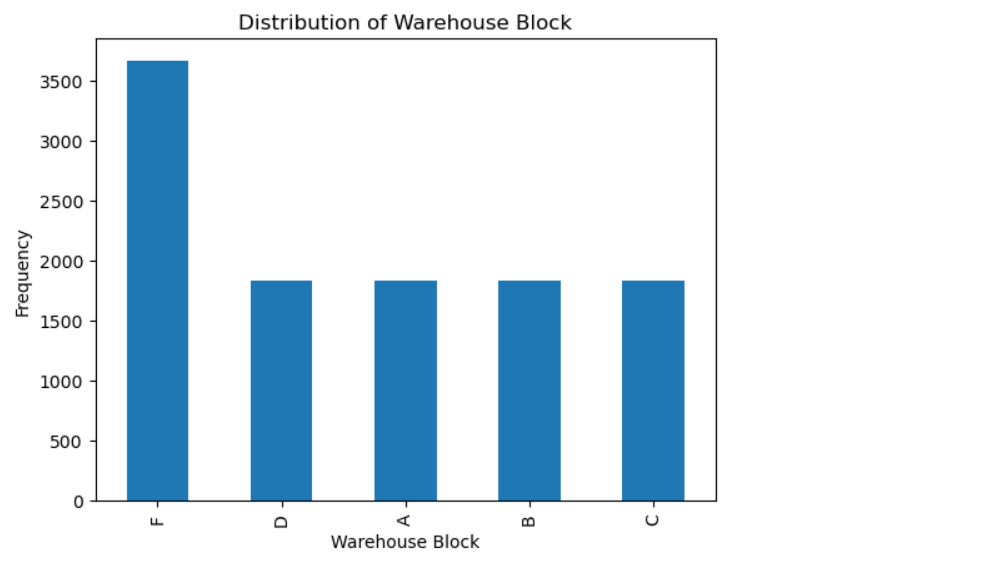 Distribution of Warehouse Block
3500
3000
2500
2000
1500
1000
500
0
Frequency
F
D
A
B
C
Warehouse Block